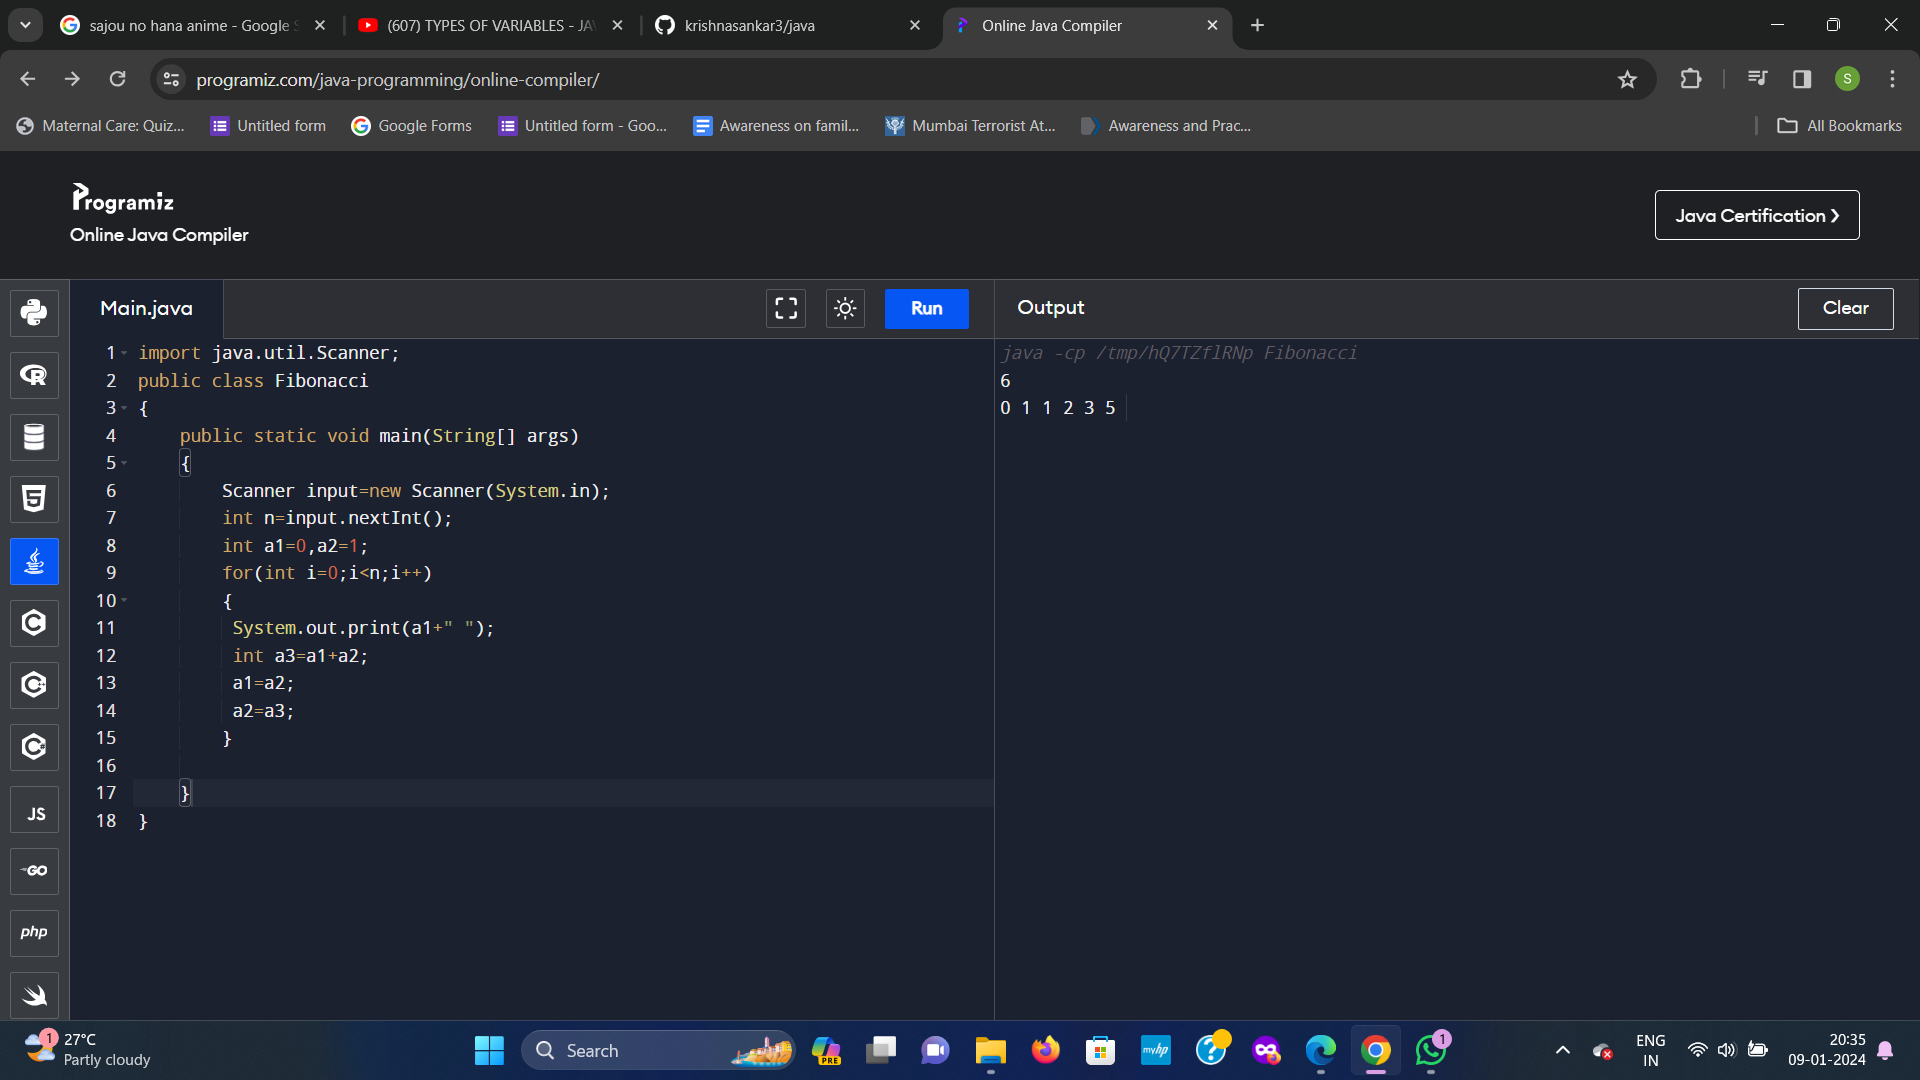 sajou no hana anime - Google S
(607) TYPES OF VARIABLES - JA
krishnasankar3/java
Online Java Compiler
programiz.com/java-programming/online-compiler/
S
Maternal Care: Quiz...
Untitled form
Google Forms
Untitled form - Goo...
Awareness on famil...
Mumbai Terrorist At...
Awareness and Prac...
All Bookmarks
Programiz
Online Java Compiler
Java Certification ❯
Main.java
Run
Output
Clear
1 import java.util.Scanner;
2 public class Fibonacci
3 {
4 public static void main(String[] args)
5 {
6 Scanner input=new Scanner(System.in);
7 int n=input.nextInt();
8 int a1=0,a2=1;
9 for(int i=0;i<n;i++)
10 {
11 System.out.print(a1+" ");
12 int a3=a1+a2;
13 a1=a2;
14 a2=a3;
15 }
16
17 }
18 }
java -cp /tmp/hQ7TZflRNp Fibonacci
6
0 1 1 2 3 5
R
5
C
C
C
JS
GO
php
1
27°C
Partly cloudy
Search
PRE
myhp
?
1
ENG
IN
20:35
09-01-2024